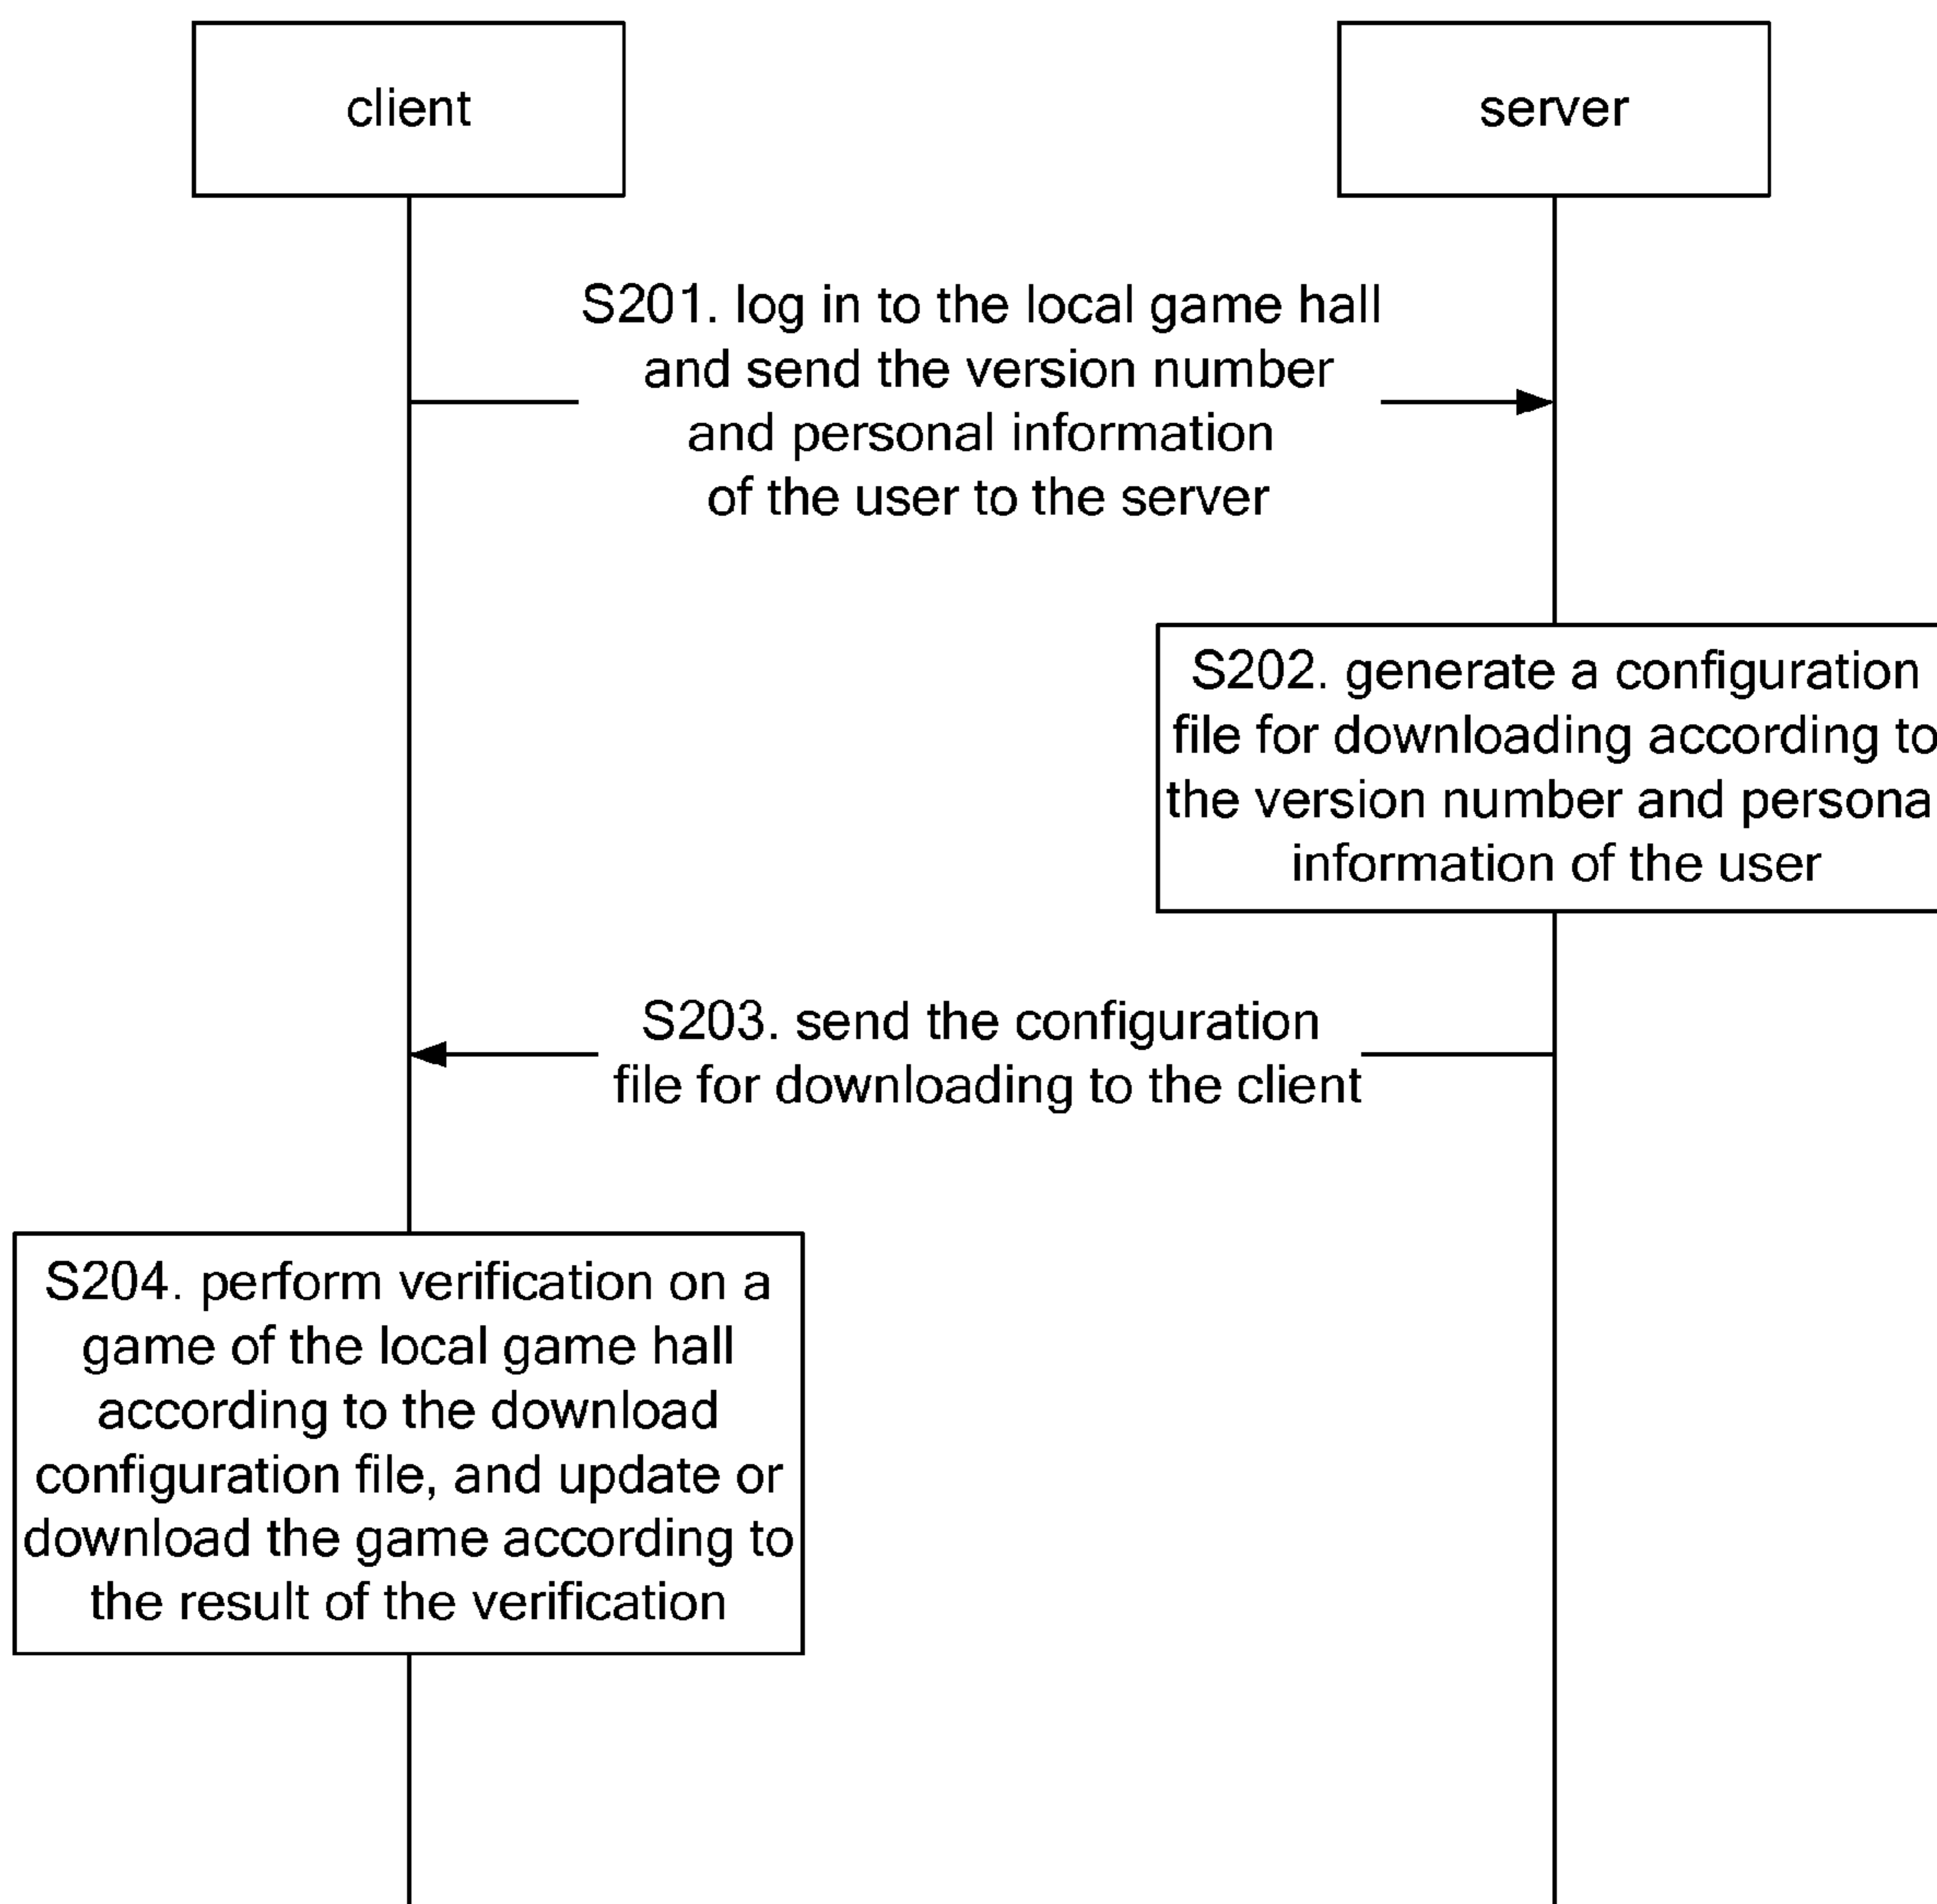 client
server
S201. log in to the local game hall
and send the version number
and personal information
of the user to the server
S202. generate a configuration
file for downloading according to
the version number and persona
information of the user
S203. send the configuration
file for downloading to the client
S204. perform verification on a
game of the local game hall
according to the download
configuration file, and update or
download the game according to
the result of the verification